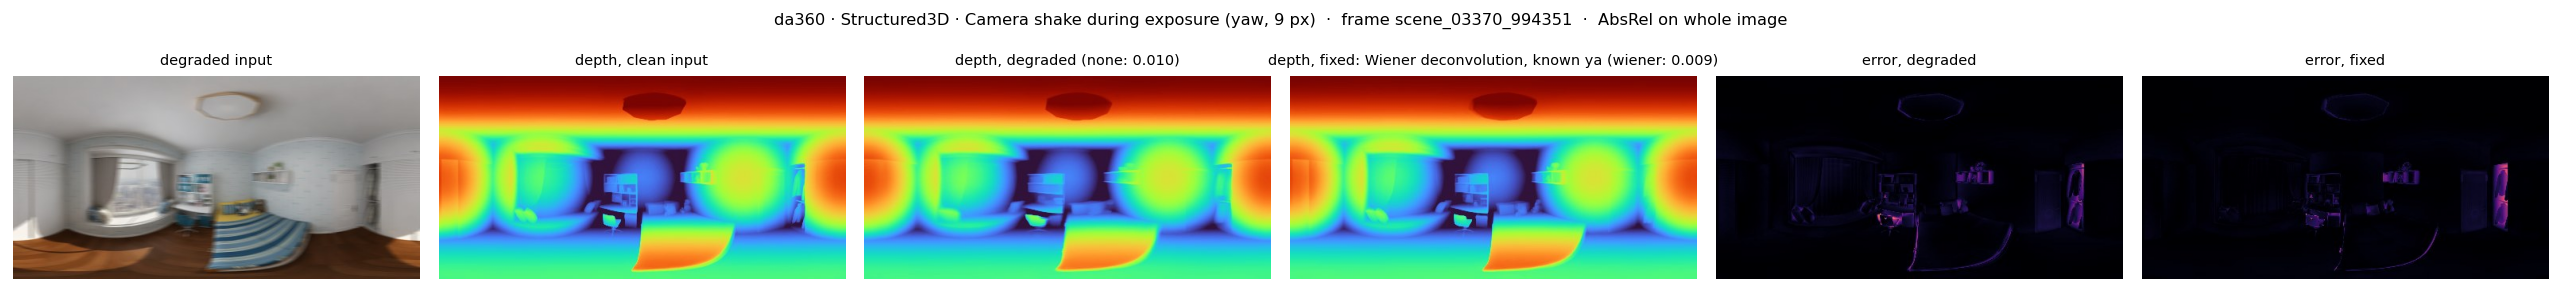 da360 · Structured3D · Camera shake during exposure (yaw, 9 px)  ·  frame scene_03370_994351  ·  AbsRel on whole image
degraded input
depth, clean input
depth, degraded (none: 0.010)
depth, fixed: Wiener deconvolution, known ya (wiener: 0.009)
error, degraded
error, fixed